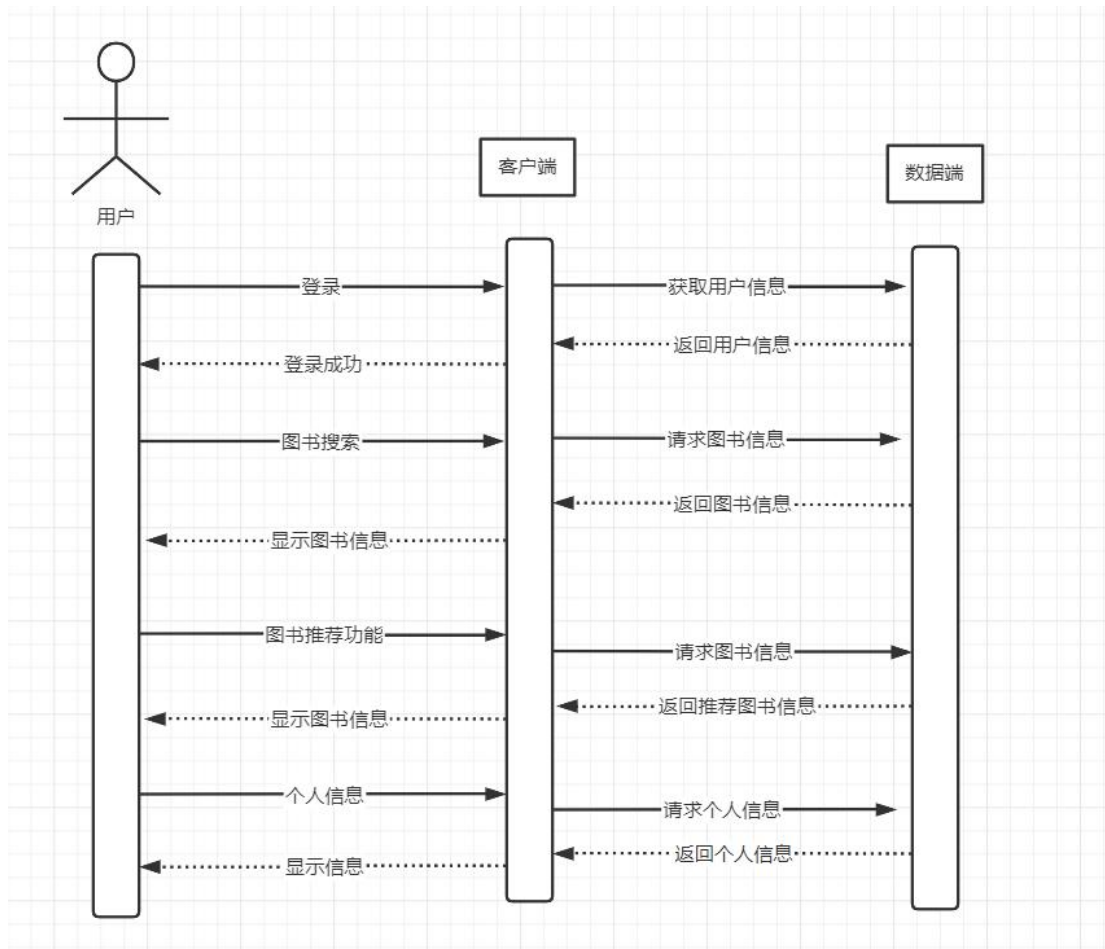 用户
客户端
数据端
登录
获取用户信息
返回用户信息
登录成功
图书搜索
请求图书信息
返回图书信息
显示图书信息
图书推荐功能
请求图书信息
返回推荐图书信息
显示图书信息
个人信息
请求个人信息
返回个人信息
显示信息